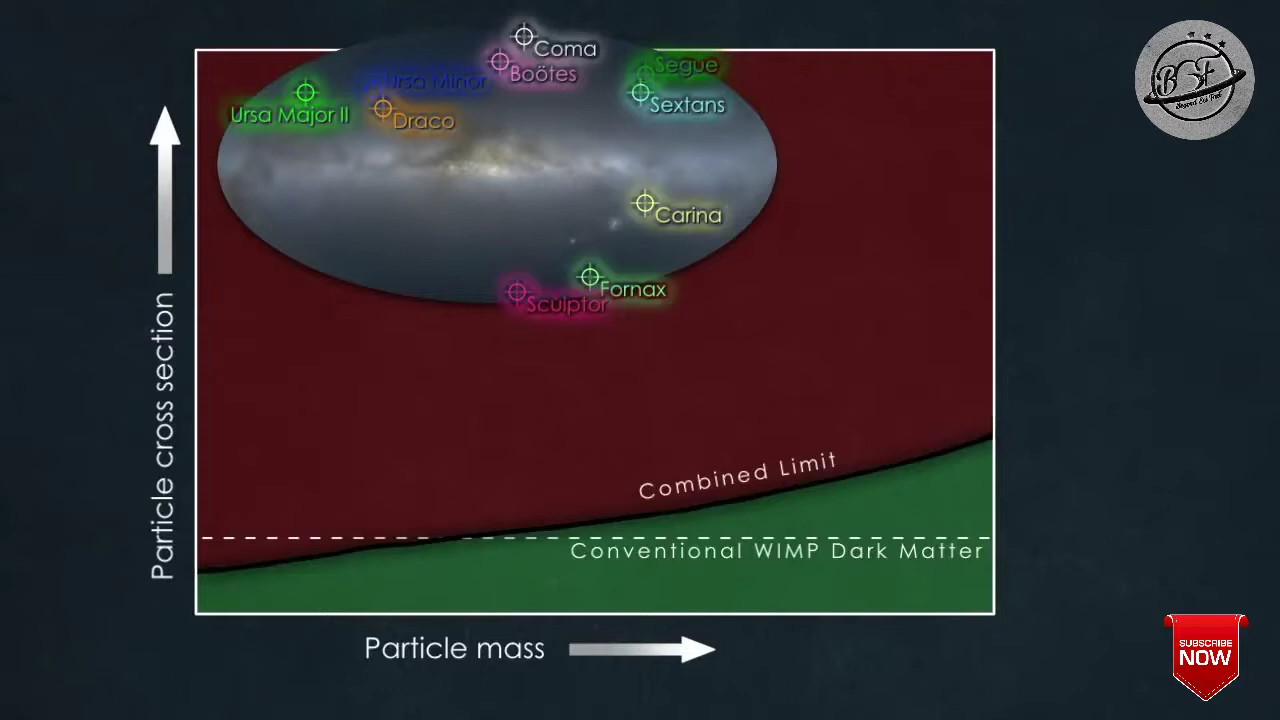 Coma
Boötes
Segue
Ursa Minor
Sextans
Ursa Major II
Draco
Carina
Fornax
Sculptor
Particle cross section
Combined Limit
Conventional WIMP Dark Matter
Particle mass
BGF
SUBSCRIBE
NOW